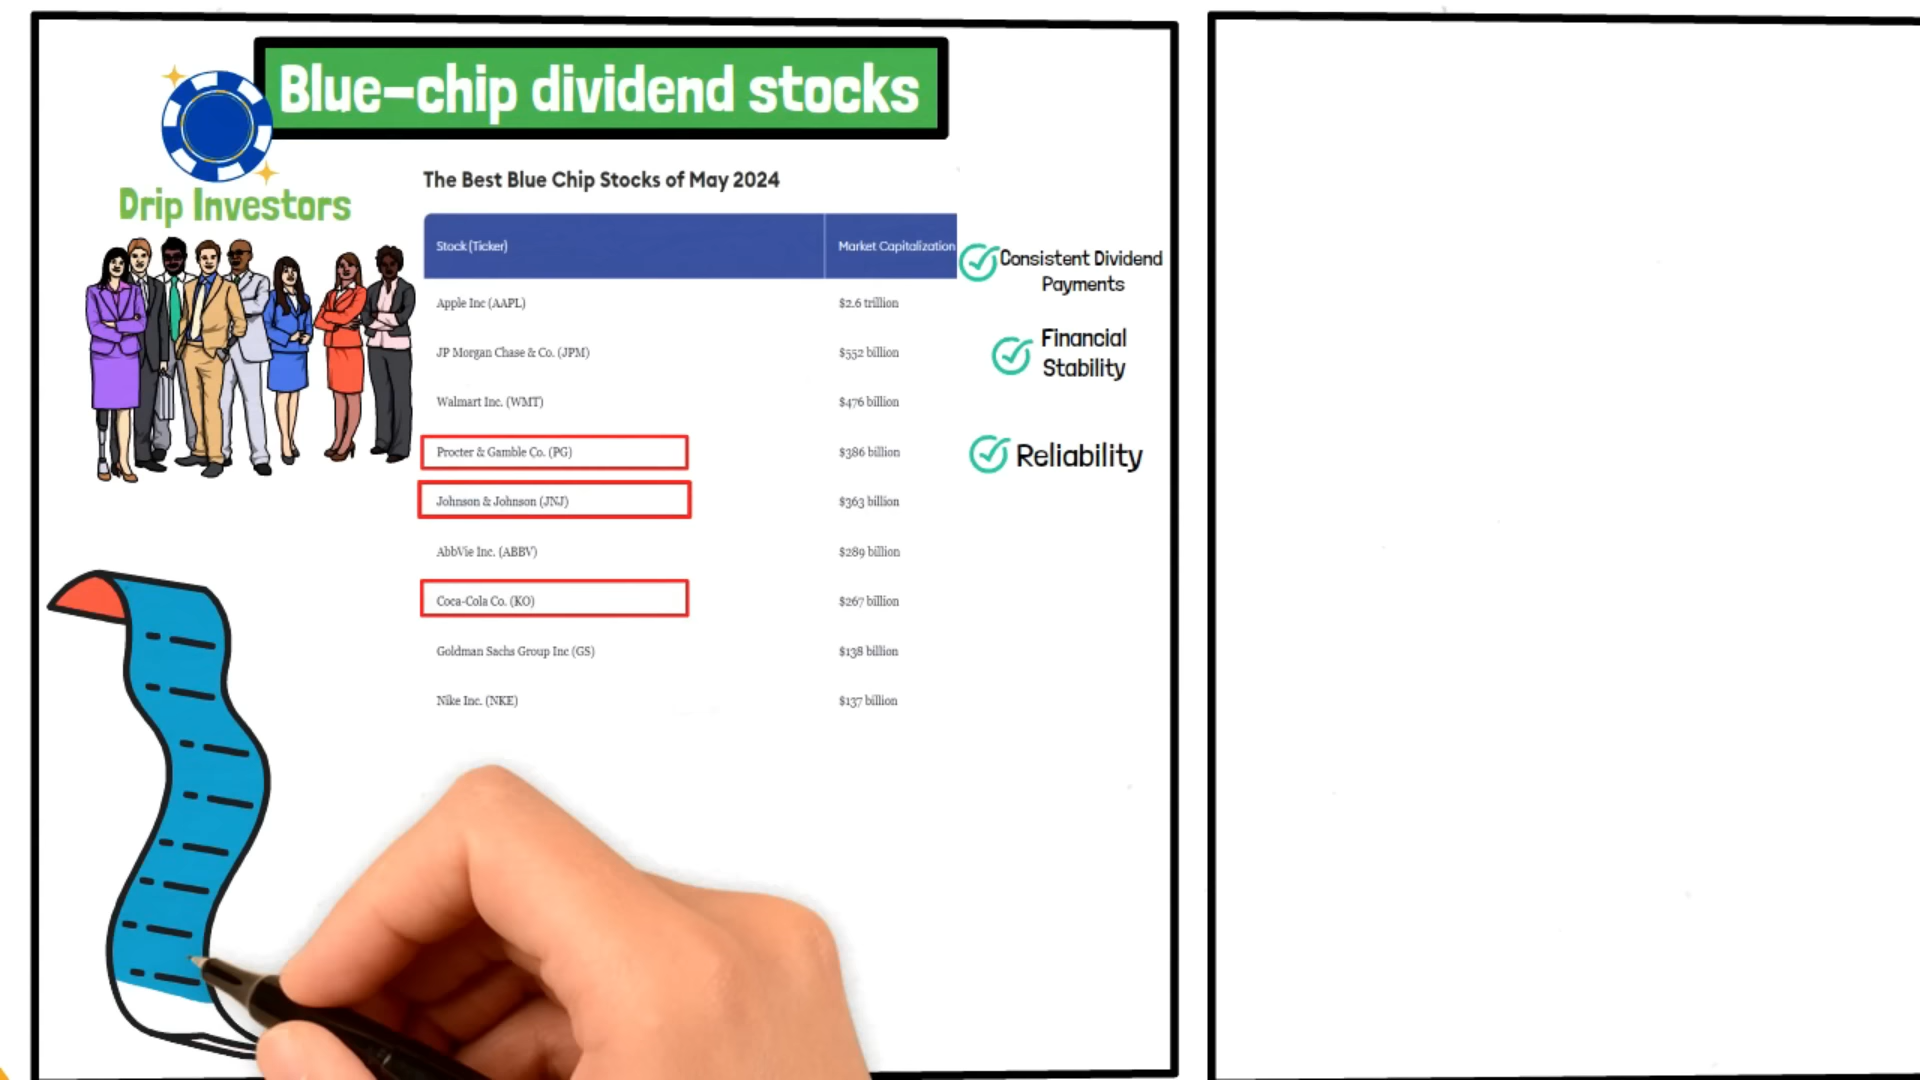 Blue-chip dividend stocks
Drip Investors
The Best Blue Chip Stocks of May 2024
Stock (Ticker) Market Capitalization
Apple Inc (AAPL) $2.6 trillion
JP Morgan Chase & Co. (JPM) $552 billion
Walmart Inc. (WMT) $476 billion
Procter & Gamble Co. (PG) $386 billion
Johnson & Johnson (JNJ) $363 billion
AbbVie Inc. (ABBV) $289 billion
Coca-Cola Co. (KO) $267 billion
Goldman Sachs Group Inc (GS) $138 billion
Nike Inc. (NKE) $137 billion
Consistent Dividend
Payments
Financial
Stability
Reliability